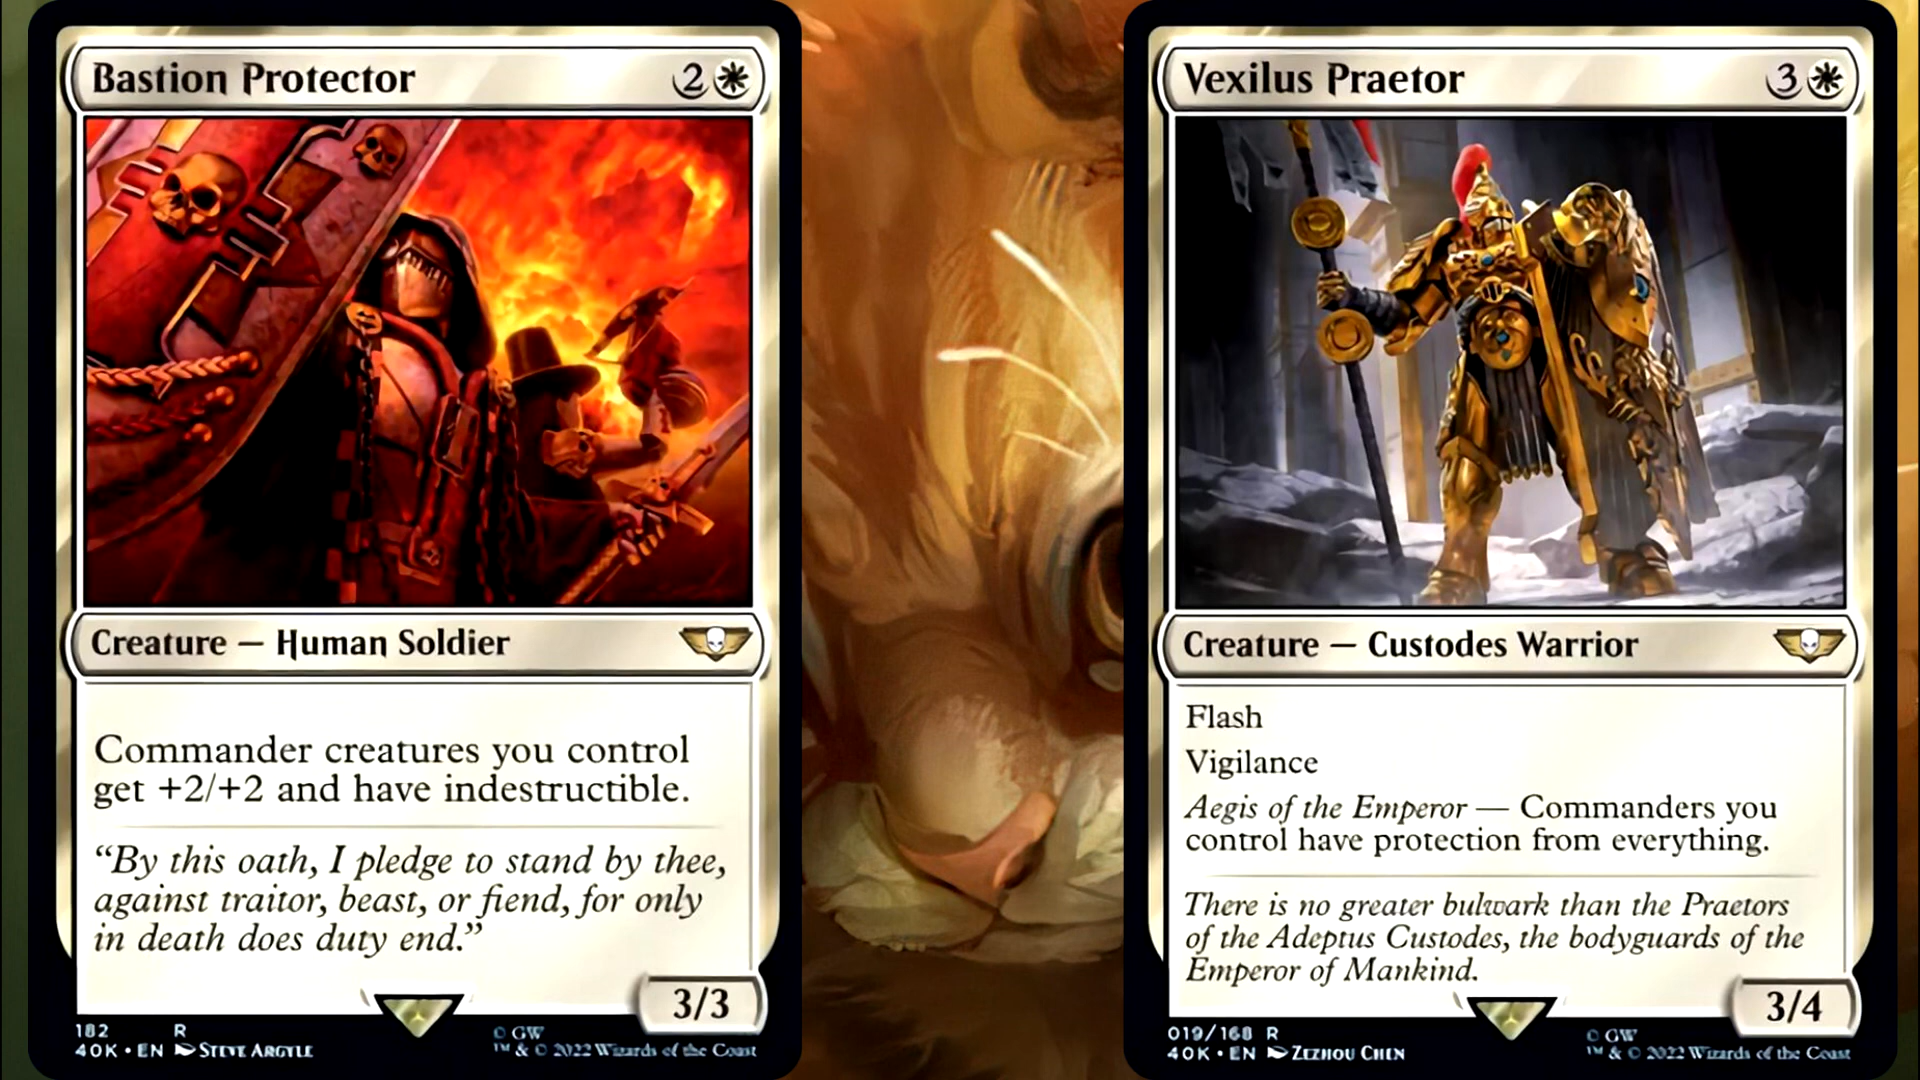 Bastion Protector
2
Creature — Human Soldier
Commander creatures you control
get +2/+2 and have indestructible.
“By this oath, I pledge to stand by thee,
against traitor, beast, or fiend, for only
in death does duty end.”
3/3
182 R
40K • EN Steve Argyle
© GW
™ & © 2022 Wizards of the Coast
Vexilus Praetor
3
Creature — Custodes Warrior
Flash
Vigilance
Aegis of the Emperor — Commanders you
control have protection from everything.
There is no greater bulwark than the Praetors
of the Adeptus Custodes, the bodyguards of the
Emperor of Mankind.
3/4
019/168 R
40K • EN Zezhou Chen
© GW
™ & © 2022 Wizards of the Coast